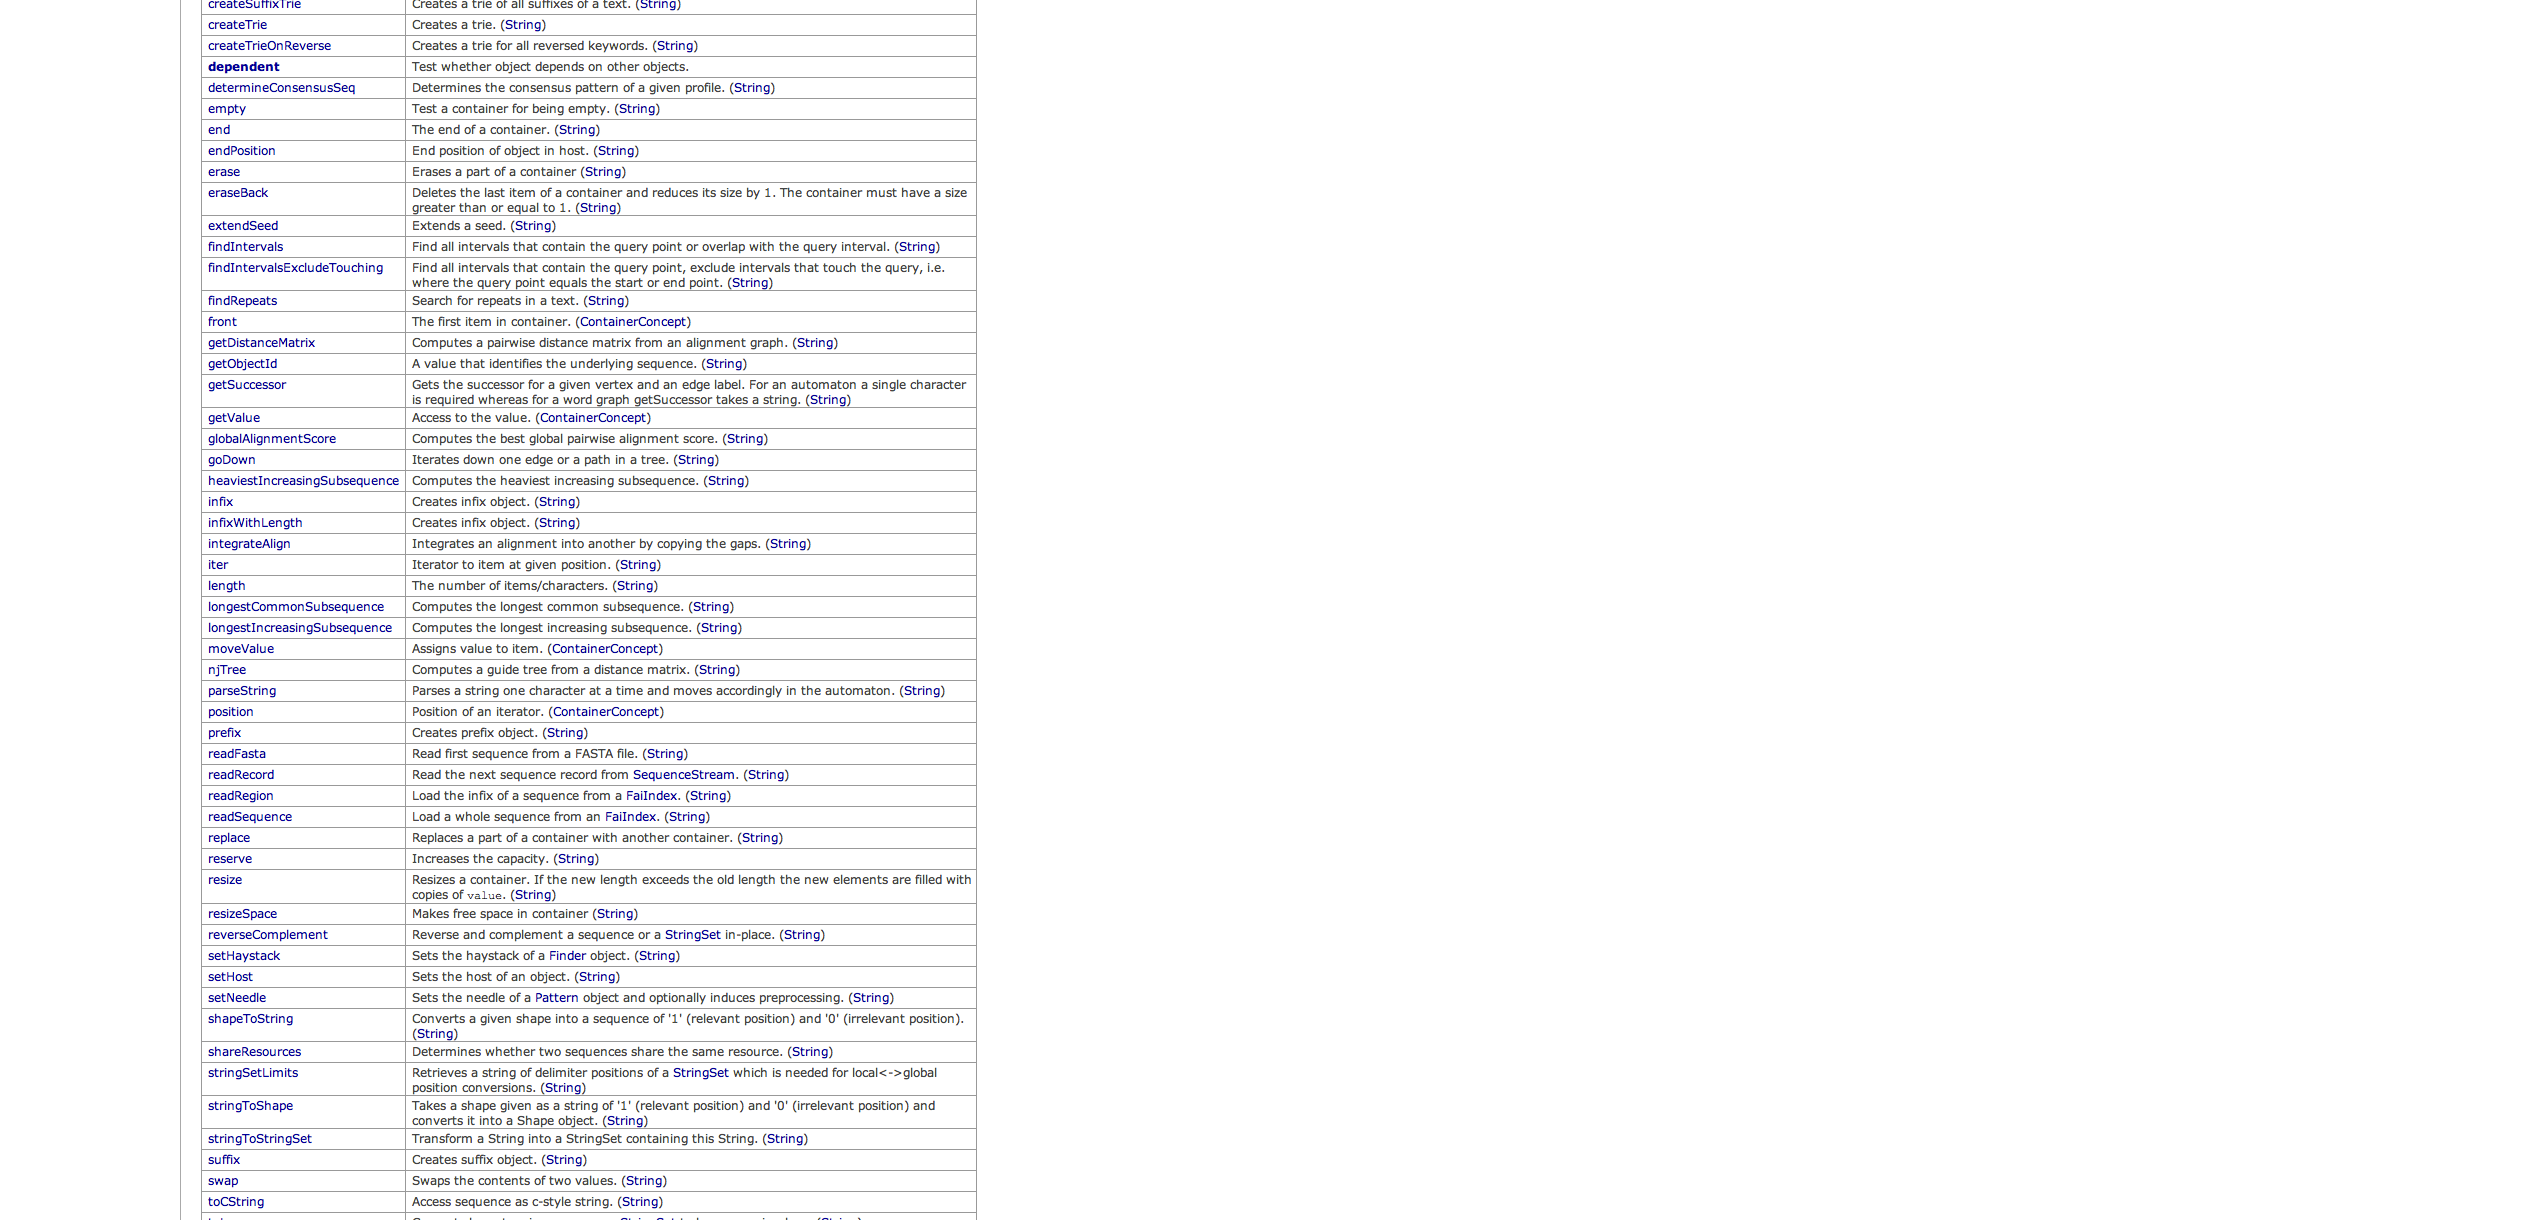 createSuffixTrie Creates a trie of all suffixes of a text. (String)
createTrie Creates a trie. (String)
createTrieOnReverse Creates a trie for all reversed keywords. (String)
dependent Test whether object depends on other objects.
determineConsensusSeq Determines the consensus pattern of a given profile. (String)
empty Test a container for being empty. (String)
end The end of a container. (String)
endPosition End position of object in host. (String)
erase Erases a part of a container (String)
eraseBack Deletes the last item of a container and reduces its size by 1. The container must have a size
greater than or equal to 1. (String)
extendSeed Extends a seed. (String)
findIntervals Find all intervals that contain the query point or overlap with the query interval. (String)
findIntervalsExcludeTouching Find all intervals that contain the query point, exclude intervals that touch the query, i.e.
where the query point equals the start or end point. (String)
findRepeats Search for repeats in a text. (String)
front The first item in container. (ContainerConcept)
getDistanceMatrix Computes a pairwise distance matrix from an alignment graph. (String)
getObjectId A value that identifies the underlying sequence. (String)
getSuccessor Gets the successor for a given vertex and an edge label. For an automaton a single character
is required whereas for a word graph getSuccessor takes a string. (String)
getValue Access to the value. (ContainerConcept)
globalAlignmentScore Computes the best global pairwise alignment score. (String)
goDown Iterates down one edge or a path in a tree. (String)
heaviestIncreasingSubsequence Computes the heaviest increasing subsequence. (String)
infix Creates infix object. (String)
infixWithLength Creates infix object. (String)
integrateAlign Integrates an alignment into another by copying the gaps. (String)
iter Iterator to item at given position. (String)
length The number of items/characters. (String)
longestCommonSubsequence Computes the longest common subsequence. (String)
longestIncreasingSubsequence Computes the longest increasing subsequence. (String)
moveValue Assigns value to item. (ContainerConcept)
njTree Computes a guide tree from a distance matrix. (String)
parseString Parses a string one character at a time and moves accordingly in the automaton. (String)
position Position of an iterator. (ContainerConcept)
prefix Creates prefix object. (String)
readFasta Read first sequence from a FASTA file. (String)
readRecord Read the next sequence record from SequenceStream. (String)
readRegion Load the infix of a sequence from a FaiIndex. (String)
readSequence Load a whole sequence from an FaiIndex. (String)
replace Replaces a part of a container with another container. (String)
reserve Increases the capacity. (String)
resize Resizes a container. If the new length exceeds the old length the new elements are filled with
copies of value. (String)
resizeSpace Makes free space in container (String)
reverseComplement Reverse and complement a sequence or a StringSet in-place. (String)
setHaystack Sets the haystack of a Finder object. (String)
setHost Sets the host of an object. (String)
setNeedle Sets the needle of a Pattern object and optionally induces preprocessing. (String)
shapeToString Converts a given shape into a sequence of '1' (relevant position) and '0' (irrelevant position).
(String)
shareResources Determines whether two sequences share the same resource. (String)
stringSetLimits Retrieves a string of delimiter positions of a StringSet which is needed for local<->global
position conversions. (String)
stringToShape Takes a shape given as a string of '1' (relevant position) and '0' (irrelevant position) and
converts it into a Shape object. (String)
stringToStringSet Transform a String into a StringSet containing this String. (String)
suffix Creates suffix object. (String)
swap Swaps the contents of two values. (String)
toCString Access sequence as c-style string. (String)